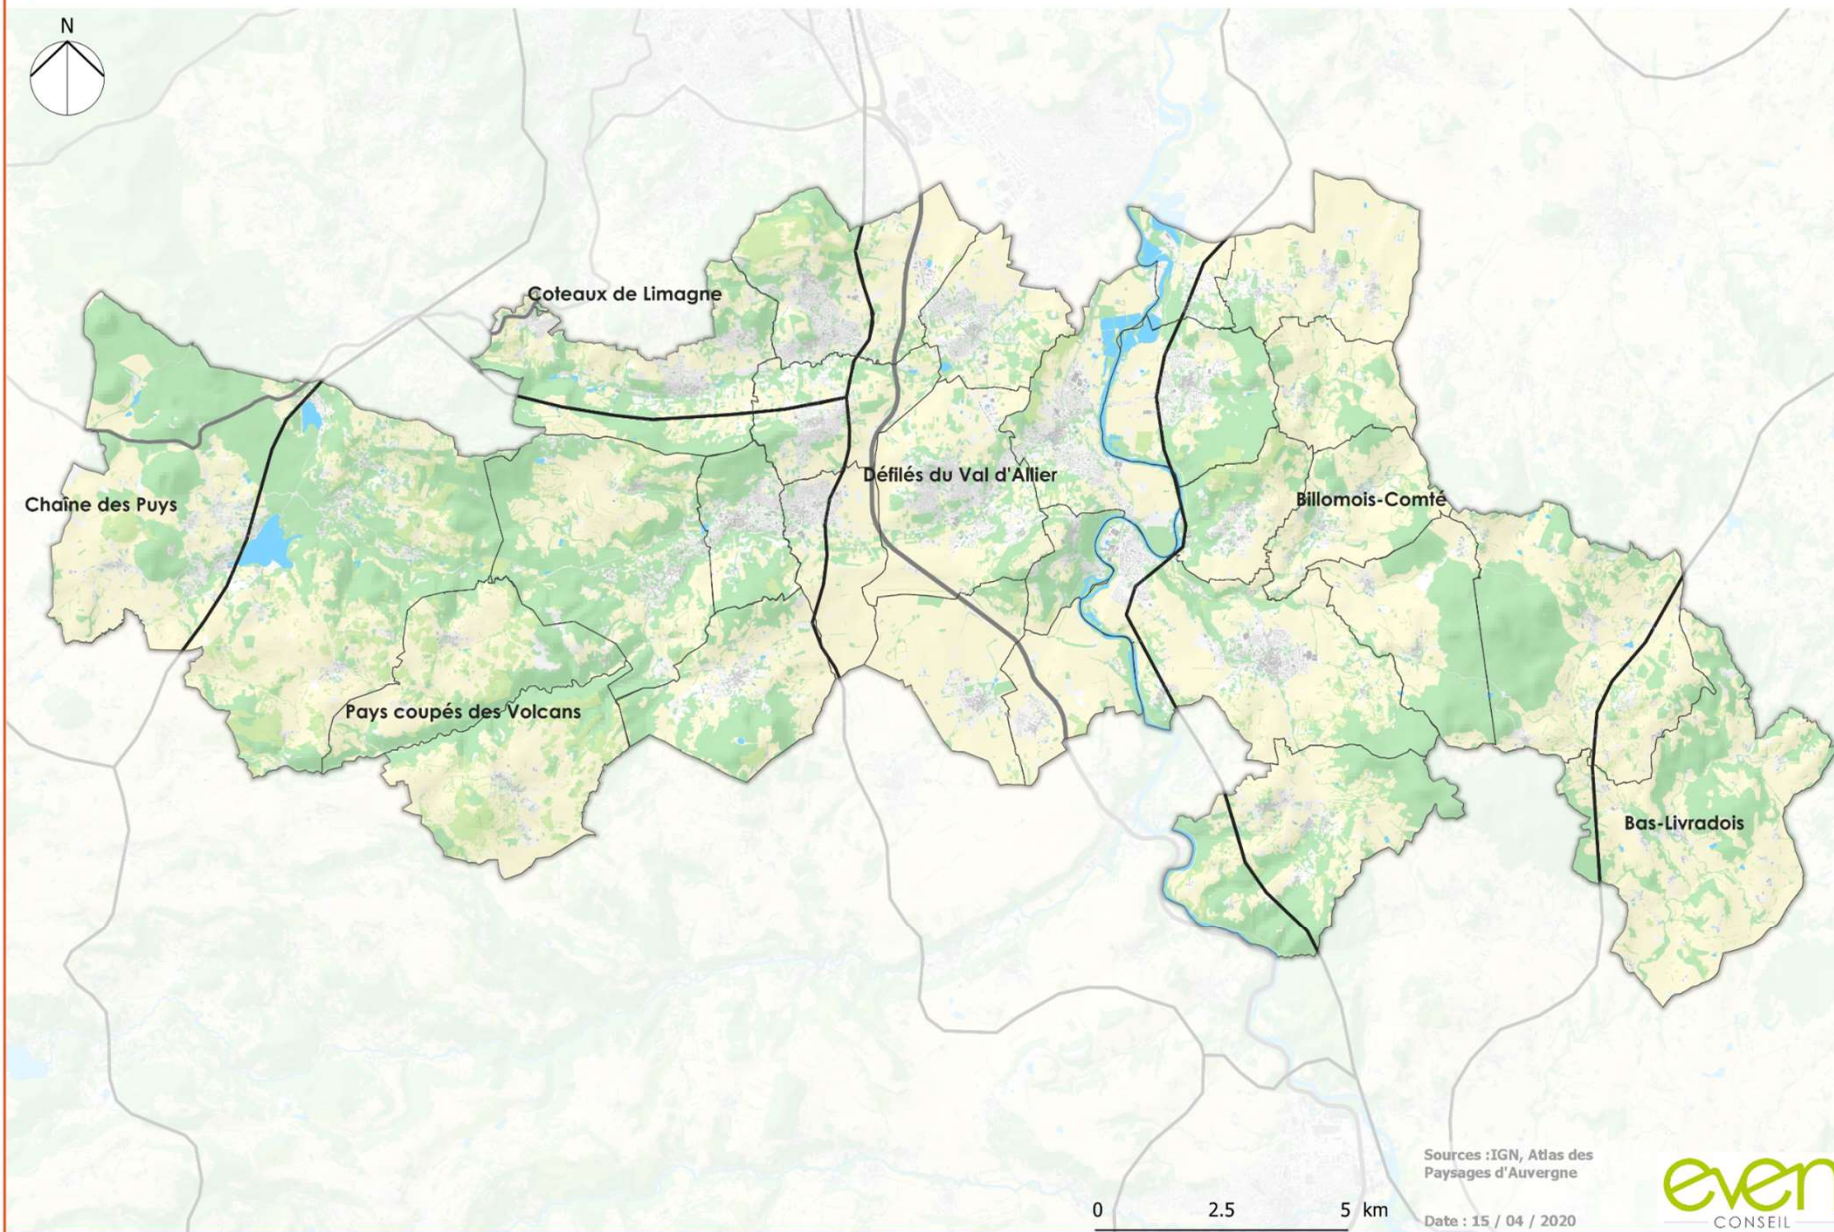 N
Coteaux de Limagne
Défilés du Val d'Allier
Chaîne des Puys
Billomois-Comté
Pays coupés des Volcans
Bas-Livradois
Sources :IGN, Atlas des
Paysages d'Auvergne
0 2.5 5 km
Date : 15 / 04 / 2020
even
CONSEIL